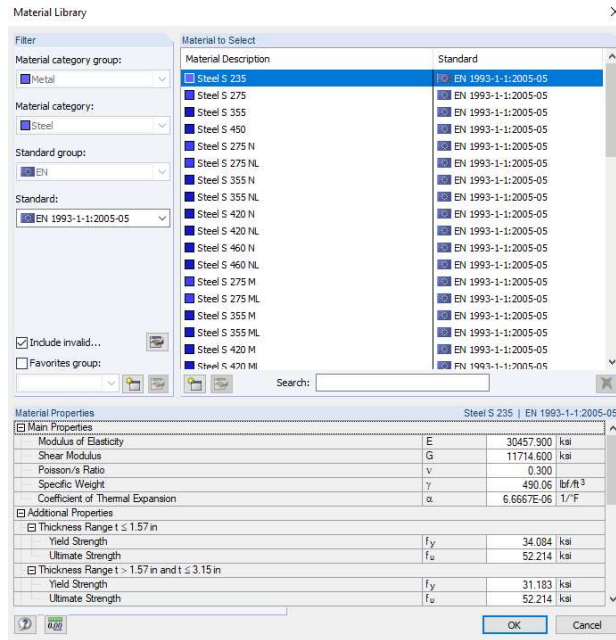 Material Library
Filter
Material category group:
Metal
Material category:
Steel
Standard group:
EN
Standard:
EN 1993-1-1:2005-05
Include invalid...
Favorites group:
Material to Select
Material Description Standard
Steel S 235 EN 1993-1-1:2005-05
Steel S 275 EN 1993-1-1:2005-05
Steel S 355 EN 1993-1-1:2005-05
Steel S 450 EN 1993-1-1:2005-05
Steel S 275 N EN 1993-1-1:2005-05
Steel S 275 NL EN 1993-1-1:2005-05
Steel S 355 N EN 1993-1-1:2005-05
Steel S 355 NL EN 1993-1-1:2005-05
Steel S 420 N EN 1993-1-1:2005-05
Steel S 420 NL EN 1993-1-1:2005-05
Steel S 460 N EN 1993-1-1:2005-05
Steel S 460 NL EN 1993-1-1:2005-05
Steel S 275 M EN 1993-1-1:2005-05
Steel S 275 ML EN 1993-1-1:2005-05
Steel S 355 M EN 1993-1-1:2005-05
Steel S 355 ML EN 1993-1-1:2005-05
Steel S 420 M EN 1993-1-1:2005-05
Steel S 420 ML EN 1993-1-1:2005-05
Search:
Material Properties Steel S 235 | EN 1993-1-1:2005-05
Main Properties
Modulus of Elasticity E 30457.900 ksi
Shear Modulus G 11714.600 ksi
Poisson/s Ratio ν 0.300
Specific Weight γ 490.06 lbf/ft³
Coefficient of Thermal Expansion α 6.6667E-06 1/°F
Additional Properties
Thickness Range t ≤ 1.57 in
Yield Strength fy 34.084 ksi
Ultimate Strength fu 52.214 ksi
Thickness Range t > 1.57 in and t ≤ 3.15 in
Yield Strength fy 31.183 ksi
Ultimate Strength fu 52.214 ksi
0.00
OK Cancel